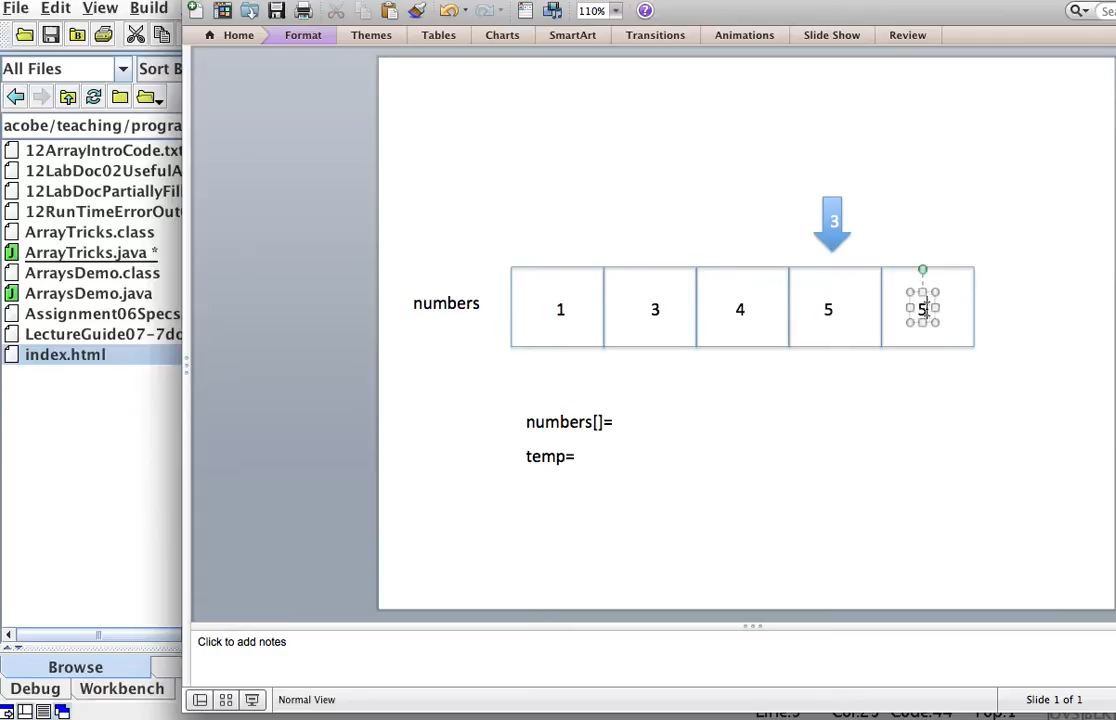 File Edit View Build
110%
Home Format Themes Tables Charts SmartArt Transitions Animations Slide Show Review
All Files Sort B
acobe/teaching/progra
12ArrayIntroCode.txt
12LabDoc02UsefulA
12LabDocPartiallyFil
12RunTimeErrorOut
ArrayTricks.class
ArrayTricks.java *
ArraysDemo.class
ArraysDemo.java
Assignment06Specs
LectureGuide07-7do
index.html
3
numbers 1 3 4 5 5
numbers[]=
temp=
Click to add notes
Browse
Debug Workbench
Normal View Slide 1 of 1